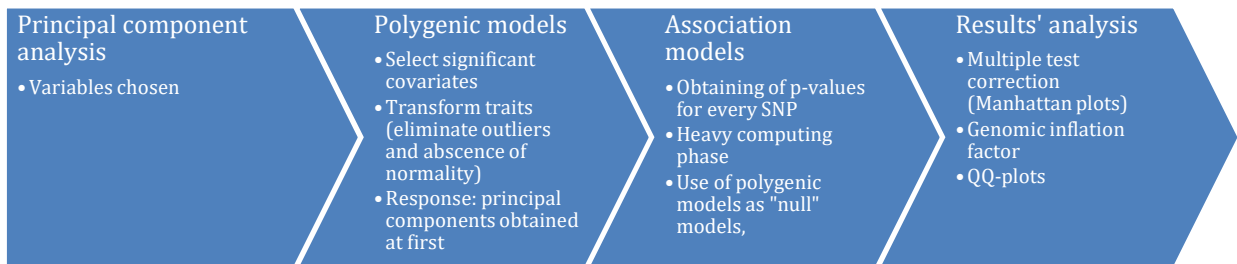 Principal component
analysis
• Variables chosen
Polygenic models
• Select significant
covariates
• Transform traits
(eliminate outliers
and abscence of
normality)
• Response: principal
components obtained
at first
Association
models
• Obtaining of p-values
for every SNP
• Heavy computing
phase
• Use of polygenic
models as "null"
models,
Results' analysis
• Multiple test
correction
(Manhattan plots)
• Genomic inflation
factor
• QQ-plots